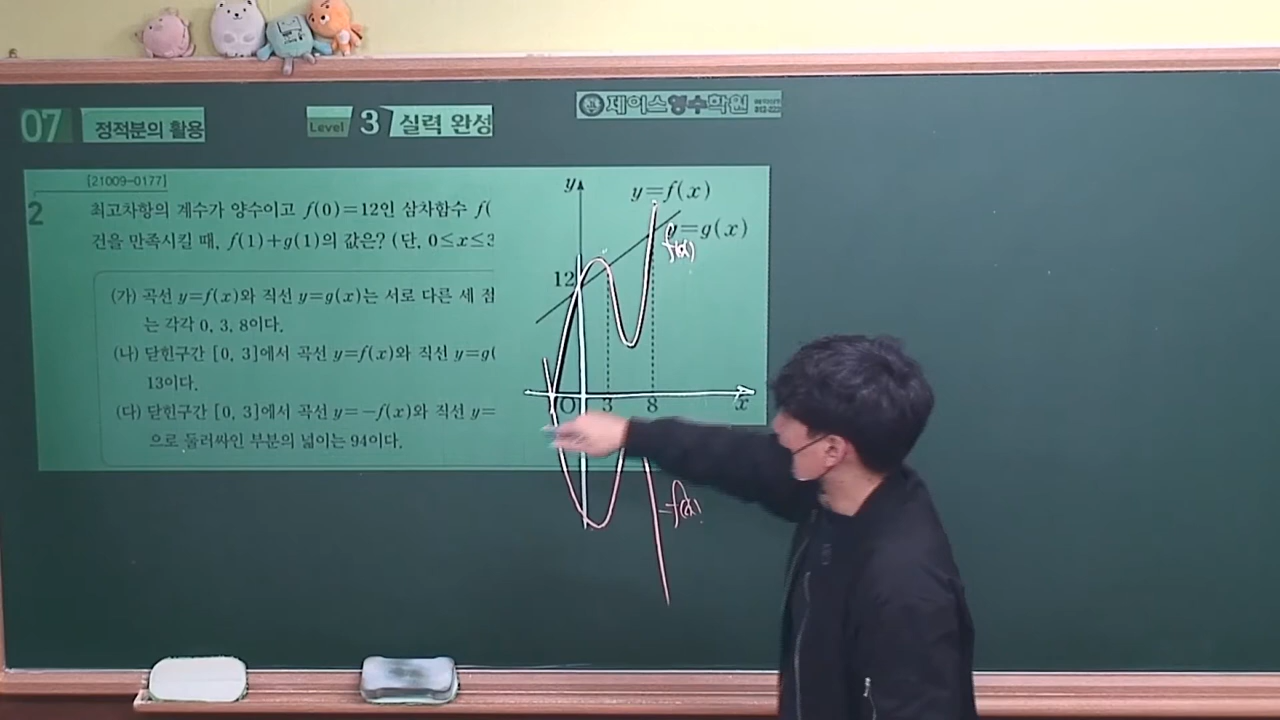 07 정적분의 활용
Level 3 실력 완성
제이스영수학원
[21009-0177]
2
최고차항의 계수가 양수이고 f(0)=12인 삼차함수 f(
건을 만족시킬 때, f(1)+g(1)의 값은? (단, 0≤x≤3
(가) 곡선 y=f(x)와 직선 y=g(x)는 서로 다른 세 점
는 각각 0, 3, 8이다.
(나) 닫힌구간 [0, 3]에서 곡선 y=f(x)와 직선 y=g(
13이다.
(다) 닫힌구간 [0, 3]에서 곡선 y=-f(x)와 직선 y=
으로 둘러싸인 부분의 넓이는 94이다.
y
y=f(x)
=g(x)
f(x)
12
O 3 8 x
-f(x)